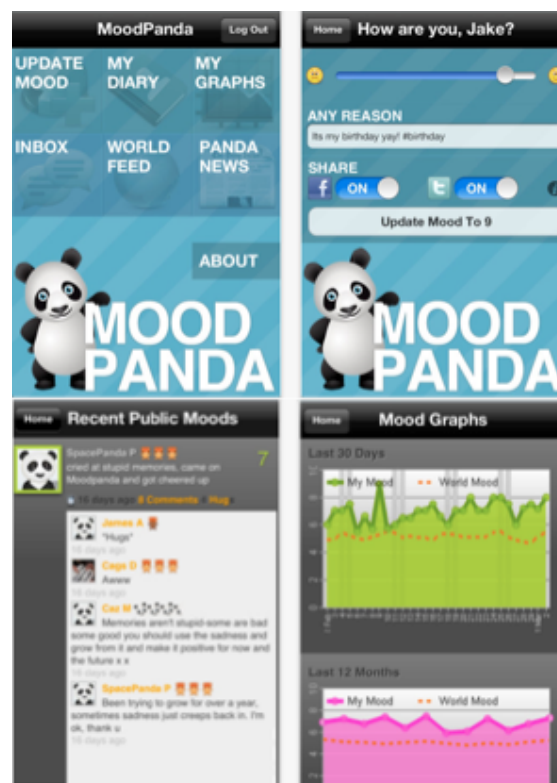 MoodPanda
Log Out
UPDATE
MOOD
MY
DIARY
MY
GRAPHS
INBOX
WORLD
FEED
PANDA
NEWS
ABOUT
MOOD
PANDA
Home
How are you, Jake?
ANY REASON
Its my birthday yay! #birthday
SHARE
ON
ON
Update Mood To 9
MOOD
PANDA
Home
Recent Public Moods
SpacePanda P
7
cried at stupid memories, came on
Moodpanda and got cheered up
16 days ago 4 Comments
James A
"Hugs"
16 days ago
Cags D
Awww
16 days ago
Caz M
Memories aren't stupid-some are bad
some good you should use the sadness and
grow from it and make it positive for now and
the future x x
16 days ago
SpacePanda P
Been trying to grow for over a year,
sometimes sadness just creeps back in. I'm
ok, thank u
16 days ago
Home
Mood Graphs
Last 30 Days
My Mood
World Mood
Last 12 Months
My Mood
World Mood